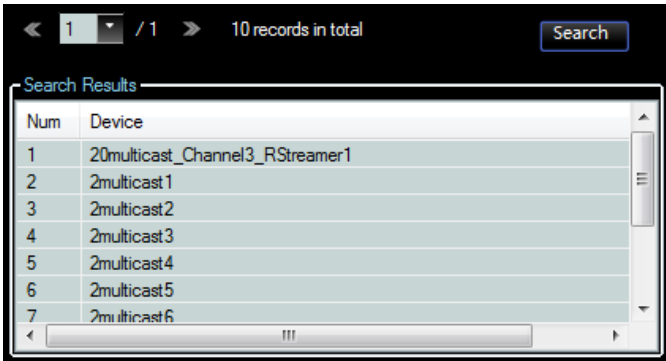 1 / 1 10 records in total Search
Search Results
Num Device
1 20multicast_Channel3_RStreamer1
2 2multicast1
3 2multicast2
4 2multicast3
5 2multicast4
6 2multicast5
7 2multicast6